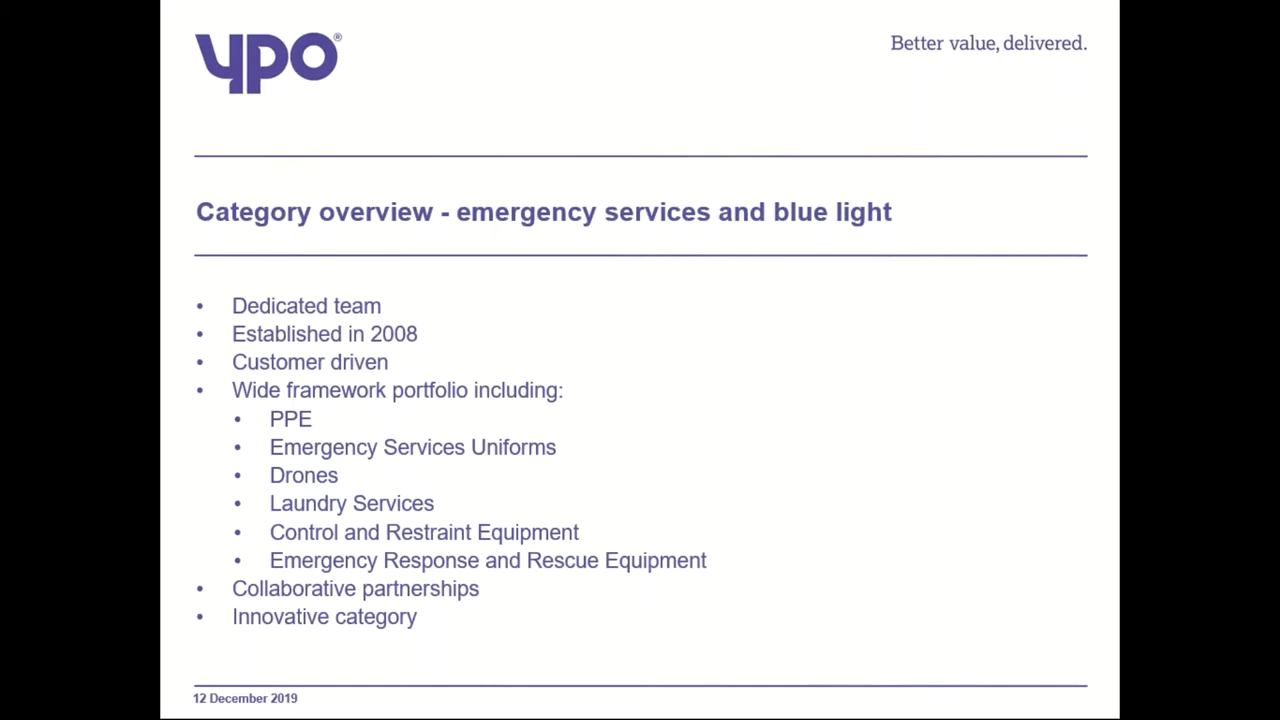 ypo®
Better value, delivered.
Category overview - emergency services and blue light
• Dedicated team
• Established in 2008
• Customer driven
• Wide framework portfolio including:
• PPE
• Emergency Services Uniforms
• Drones
• Laundry Services
• Control and Restraint Equipment
• Emergency Response and Rescue Equipment
• Collaborative partnerships
• Innovative category
12 December 2019